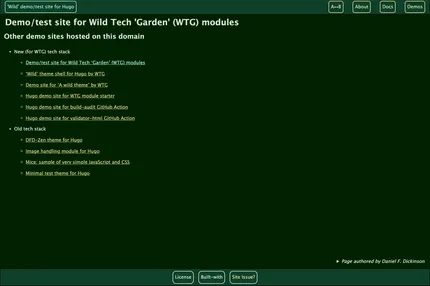 'Wild' demo/test site for Hugo
A→B
About
Docs
Demos
Demo/test site for Wild Tech 'Garden' (WTG) modules
Other demo sites hosted on this domain
New (for WTG) tech stack
Demo/test site for Wild Tech 'Garden' (WTG) modules
'Wild' theme shell for Hugo by WTG
Demo site for 'A wild theme' by WTG
Hugo demo site for WTG module starter
Hugo demo site for build-audit GitHub Action
Hugo demo site for validator-html GitHub Action
Old tech stack
DFD-Zen theme for Hugo
Image handling module for Hugo
Mice: sample of very simple JavaScript and CSS
Minimal test theme for Hugo
► Page authored by Daniel F. Dickinson
License
Built-with
Site Issue?